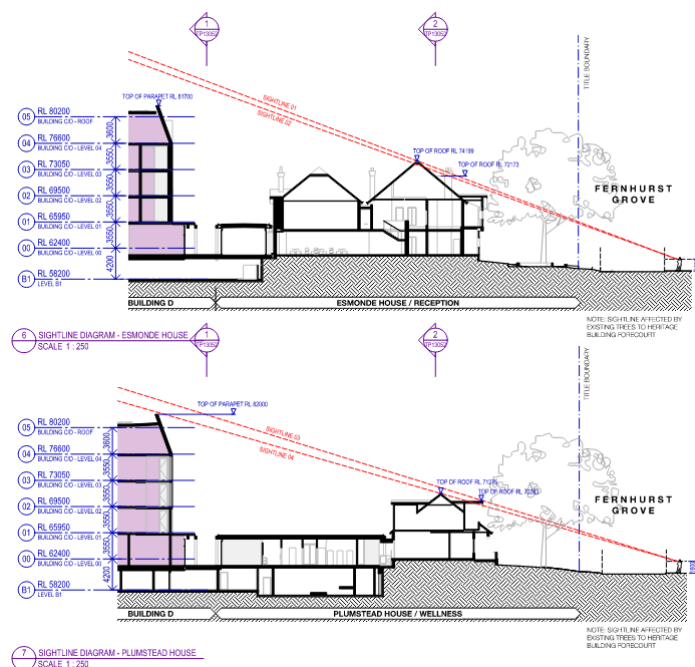 1
TP13052
2
TP13052
TITLE BOUNDARY
SIGHTLINE 01
SIGHTLINE 02
TOP OF PARAPET RL 81700
05 RL 80200
BUILDING C/D - ROOF
3600
04 RL 76600
BUILDING C/D - LEVEL 04
3550
TOP OF ROOF RL 74199
03 RL 73050
BUILDING C/D - LEVEL 03
TOP OF ROOF RL 72173
3550
02 RL 69500
BUILDING C/D - LEVEL 02
FERNHURST
GROVE
3550
01 RL 65950
BUILDING C/D - LEVEL 01
3550
00 RL 62400
BUILDING C/D - LEVEL 00
4200
B1 RL 58200
LEVEL B1
BUILDING D
ESMONDE HOUSE / RECEPTION
NOTE: SIGHTLINE AFFECTED BY
EXISTING TREES TO HERITAGE
BUILDING FORECOURT
6 SIGHTLINE DIAGRAM - ESMONDE HOUSE
SCALE 1 : 250
1
TP13052
2
TP13052
TITLE BOUNDARY
TOP OF PARAPET RL 82000
SIGHTLINE 03
SIGHTLINE 04
05 RL 80200
BUILDING C/D - ROOF
3600
04 RL 76600
BUILDING C/D - LEVEL 04
3550
03 RL 73050
BUILDING C/D - LEVEL 03
TOP OF ROOF RL
TOP OF ROOF RL
3550
02 RL 69500
BUILDING C/D - LEVEL 02
FERNHURST
GROVE
3550
01 RL 65950
BUILDING C/D - LEVEL 01
3550
00 RL 62400
BUILDING C/D - LEVEL 00
4200
B1 RL 58200
LEVEL B1
BUILDING D
PLUMSTEAD HOUSE / WELLNESS
NOTE: SIGHTLINE AFFECTED BY
EXISTING TREES TO HERITAGE
BUILDING FORECOURT
7 SIGHTLINE DIAGRAM - PLUMSTEAD HOUSE
SCALE 1 : 250